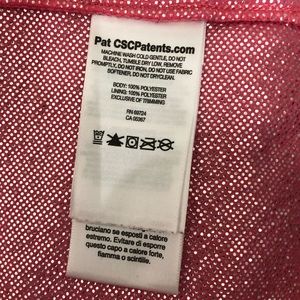 Pat CSCPatents.com
MACHINE WASH COLD GENTLE, DO NOT
BLEACH, TUMBLE DRY LOW, REMOVE
PROMPTLY, DO NOT IRON, DO NOT USE FABRIC
SOFTENER, DO NOT DRYCLEAN.
BODY: 100% POLYESTER
LINING: 100% POLYESTER
EXCLUSIVE OF TRIMMING
RN 69724
CA 05367
bruciano se esposti a calore
estremo. Evitare di esporre
questo capo a calore forte,
fiamma o scintille.